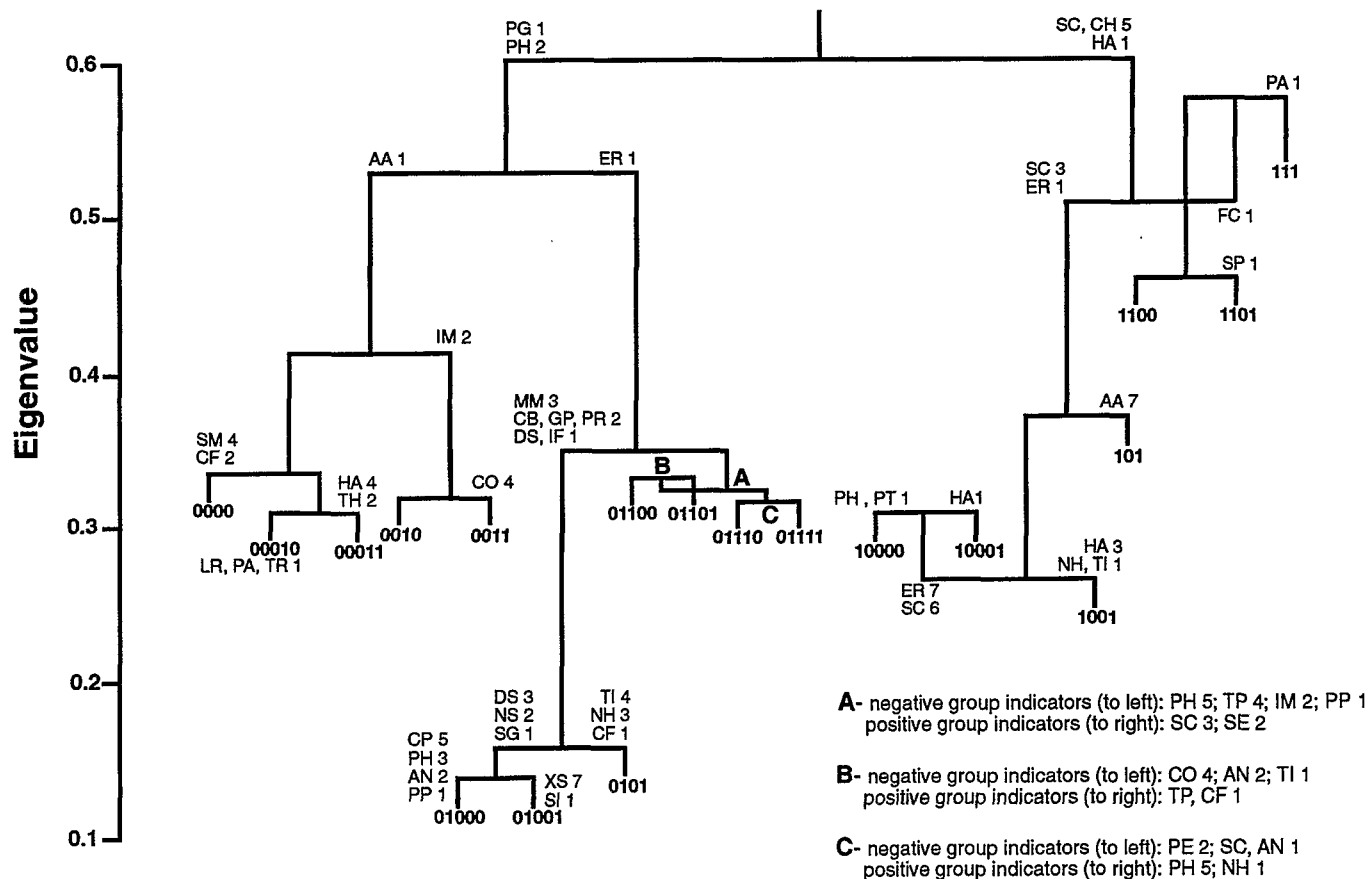 PG 1
PH 2
SC, CH 5
HA 1
0.6
PA 1
111
AA 1
ER 1
SC 3
ER 1
0.5
FC 1
SP 1
1100
1101
Eigenvalue
IM 2
0.4
MM 3
CB, GP, PR 2
DS, IF 1
AA 7
101
SM 4
CF 2
0000
HA 4
TH 2
CO 4
B
A
C
01100
01101
01110
01111
PH , PT 1
HA1
10000
10001
0.3
00010
00011
0010
0011
LR, PA, TR 1
HA 3
NH, TI 1
ER 7
SC 6
1001
0.2
DS 3
NS 2
SG 1
TI 4
NH 3
CF 1
CP 5
PH 3
AN 2
PP 1
XS 7
SI 1
0101
01000
01001
0.1
A- negative group indicators (to left): PH 5; TP 4; IM 2; PP 1
positive group indicators (to right): SC 3; SE 2
B- negative group indicators (to left): CO 4; AN 2; TI 1
positive group indicators (to right): TP, CF 1
C- negative group indicators (to left): PE 2; SC, AN 1
positive group indicators (to right): PH 5; NH 1